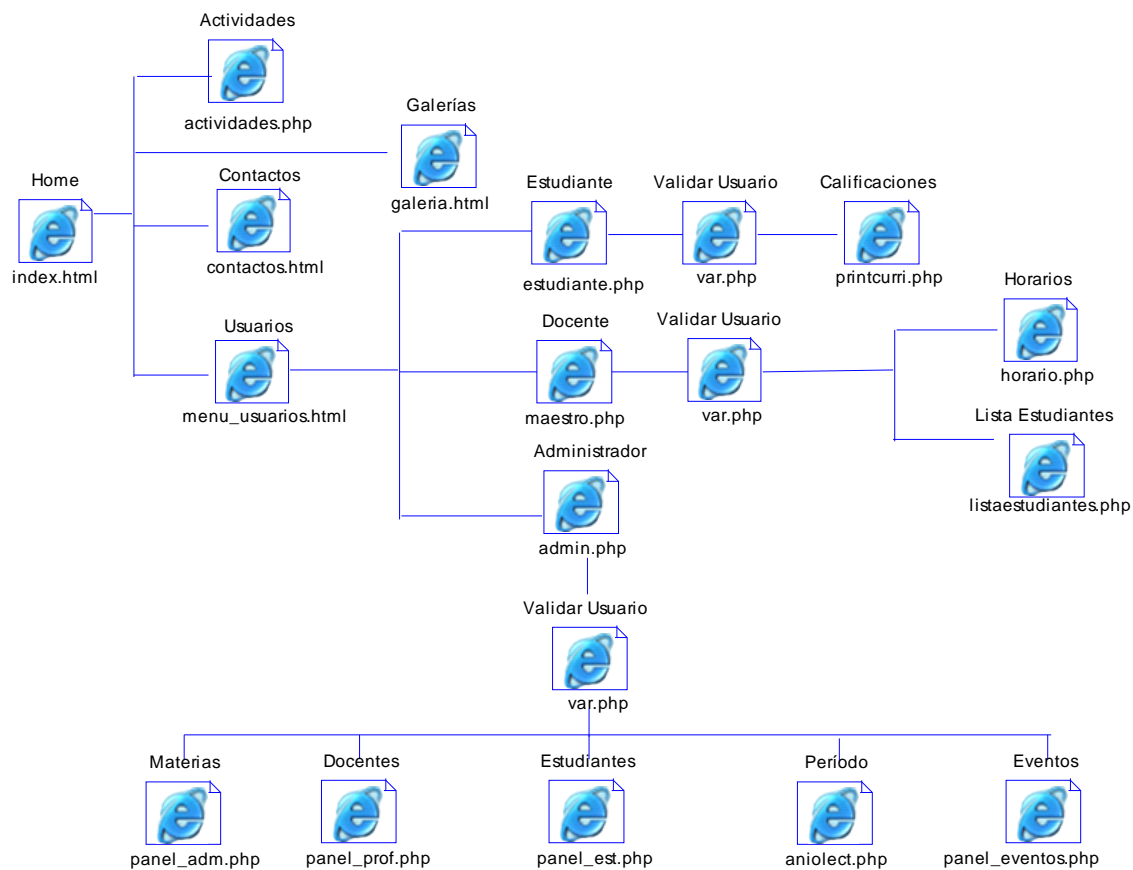 Actividades
actividades.php
Galerías
galeria.html
Home
index.html
Contactos
contactos.html
Usuarios
menu_usuarios.html
Estudiante
estudiante.php
Validar Usuario
var.php
Calificaciones
printcurri.php
Docente
maestro.php
Validar Usuario
var.php
Horarios
horario.php
Lista Estudiantes
listaestudiantes.php
Administrador
admin.php
Validar Usuario
var.php
Materias
panel_adm.php
Docentes
panel_prof.php
Estudiantes
panel_est.php
Período
aniolect.php
Eventos
panel_eventos.php